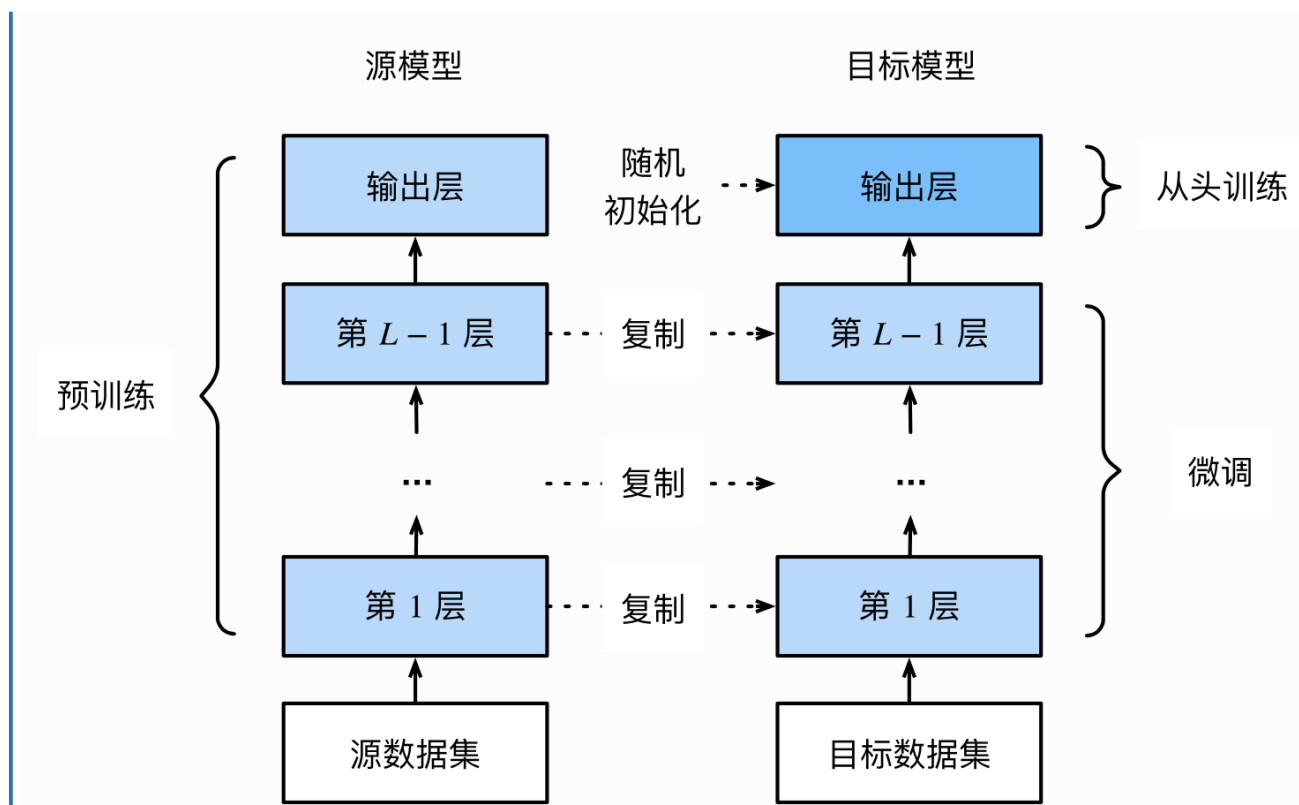 源模型
目标模型
输出层
随机
初始化
输出层
从头训练
第 L − 1 层
复制
第 L − 1 层
预训练
...
复制
...
微调
第 1 层
复制
第 1 层
源数据集
目标数据集